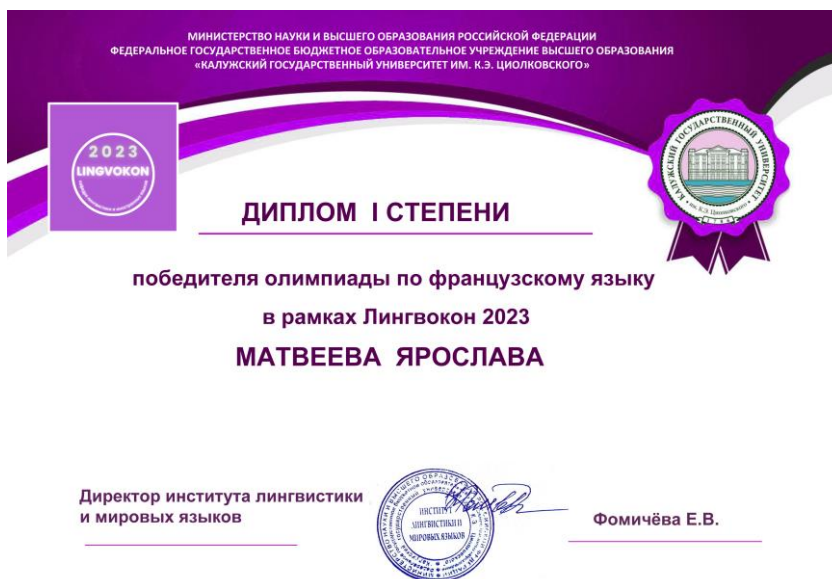 МИНИСТЕРСТВО НАУКИ И ВЫСШЕГО ОБРАЗОВАНИЯ РОССИЙСКОЙ ФЕДЕРАЦИИ
ФЕДЕРАЛЬНОЕ ГОСУДАРСТВЕННОЕ БЮДЖЕТНОЕ ОБРАЗОВАТЕЛЬНОЕ УЧРЕЖДЕНИЕ ВЫСШЕГО ОБРАЗОВАНИЯ
«КАЛУЖСКИЙ ГОСУДАРСТВЕННЫЙ УНИВЕРСИТЕТ ИМ. К.Э. ЦИОЛКОВСКОГО»
2023
LINGVOKON
КАЛУЖСКИЙ ГОСУДАРСТВЕННЫЙ УНИВЕРСИТЕТ
им. К.Э. Циолковского
ДИПЛОМ I СТЕПЕНИ
победителя олимпиады по французскому языку
в рамках Лингвокон 2023
МАТВЕЕВА ЯРОСЛАВА
Директор института лингвистики
и мировых языков
ИНСТИТУТ
ЛИНГВИСТИКИ И
МИРОВЫХ ЯЗЫКОВ
Фомичёва Е.В.